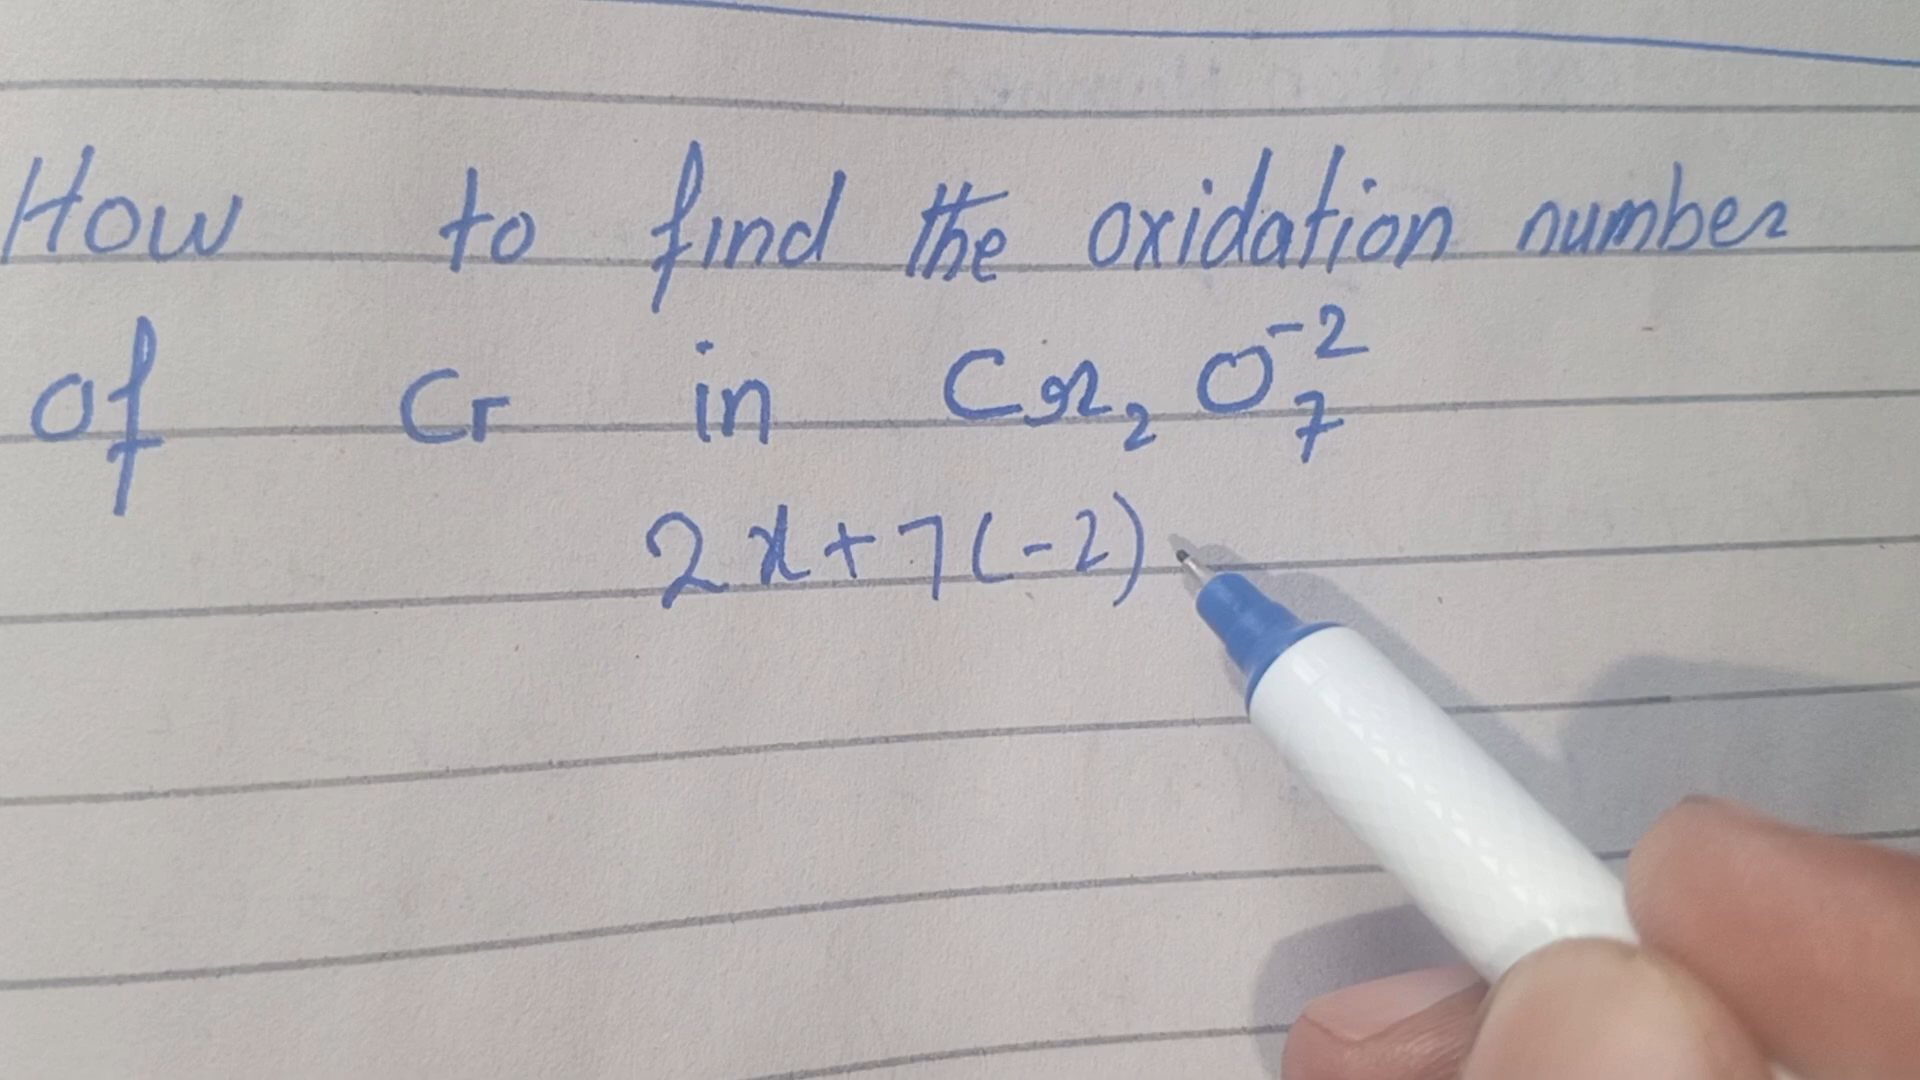 How to find the oxidation number
of Cr in Cr₂O₇⁻²
2x+7(-2)